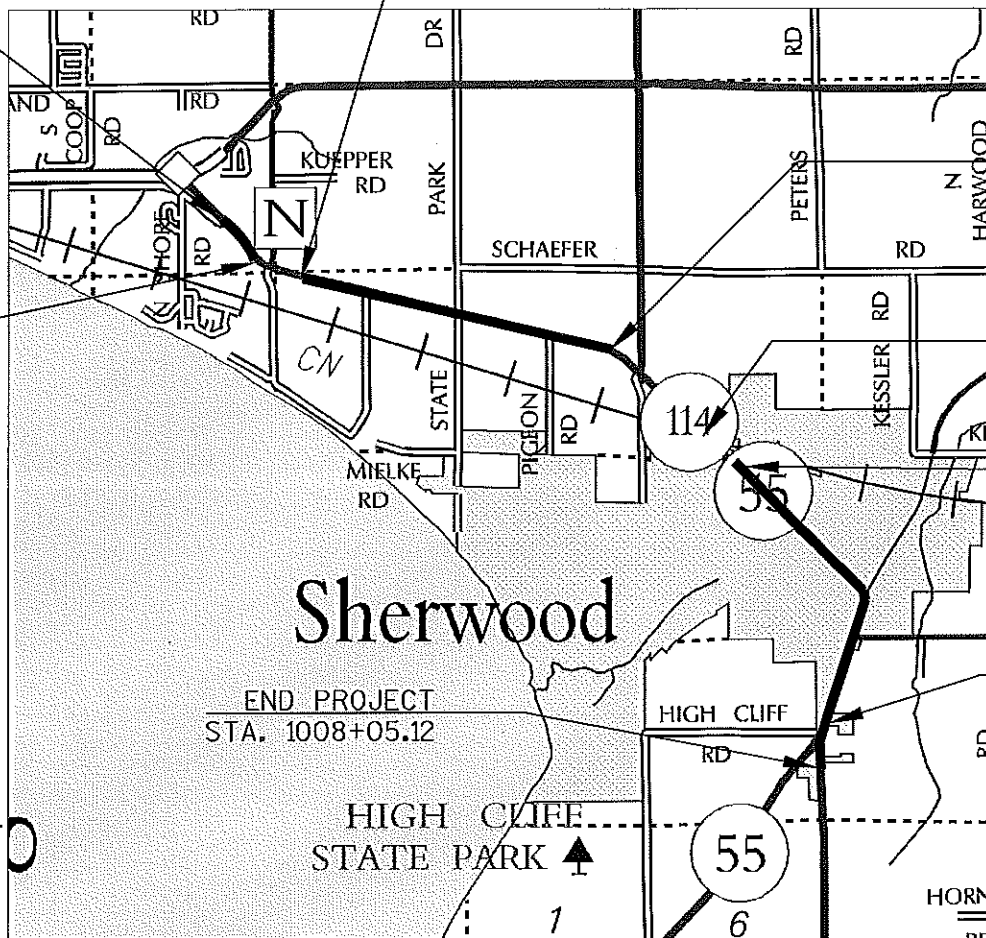 RD
DR
RD
AND
S
COOP
RD
RD
KUEPPER
RD
PARK
PETERS
N
HARWOOD
N
RD
SCHAEFER
RD
CN
STATE
PIGEON
RD
KESSLER
RD
114
MIELKE
RD
55
Sherwood
END PROJECT
STA. 1008+05.12
HIGH CLIFF
RD
RD
HIGH CLIFF
STATE PARK
55
1
6
HORN